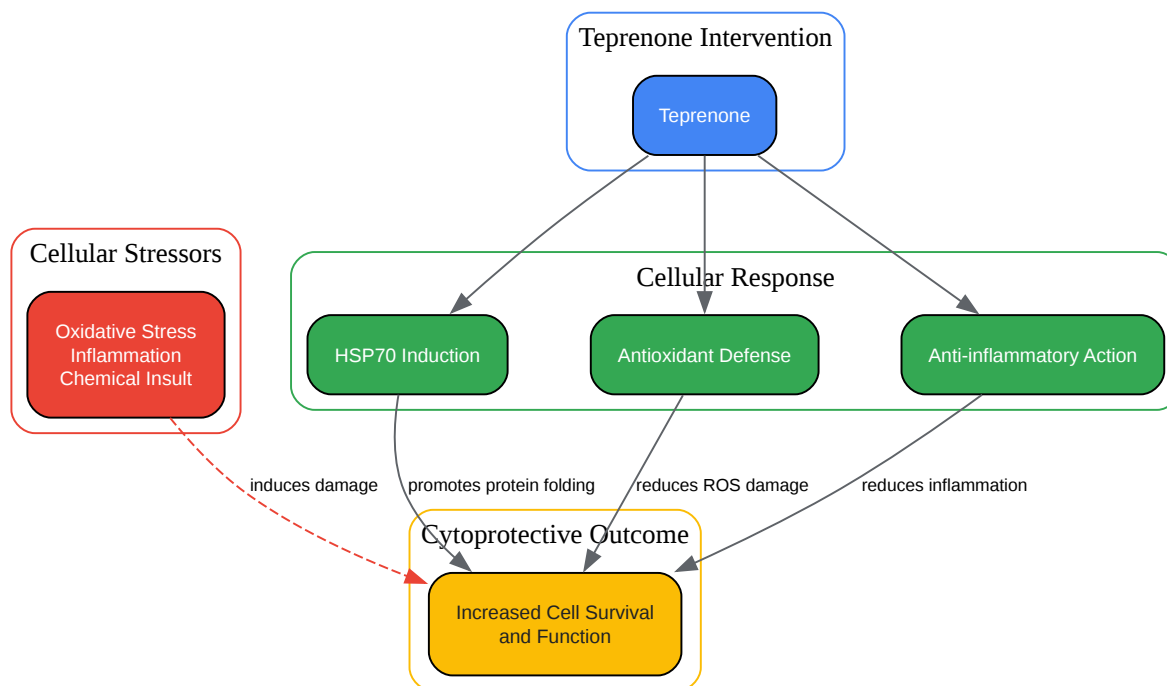 Teprenone Intervention
Teprenone
Cellular Stressors
Oxidative Stress
Inflammation
Chemical Insult
Cellular Response
HSP70 Induction
Antioxidant Defense
Anti-inflammatory Action
induces damage
promotes protein folding
reduces ROS damage
reduces inflammation
Cytoprotective Outcome
Increased Cell Survival
and Function